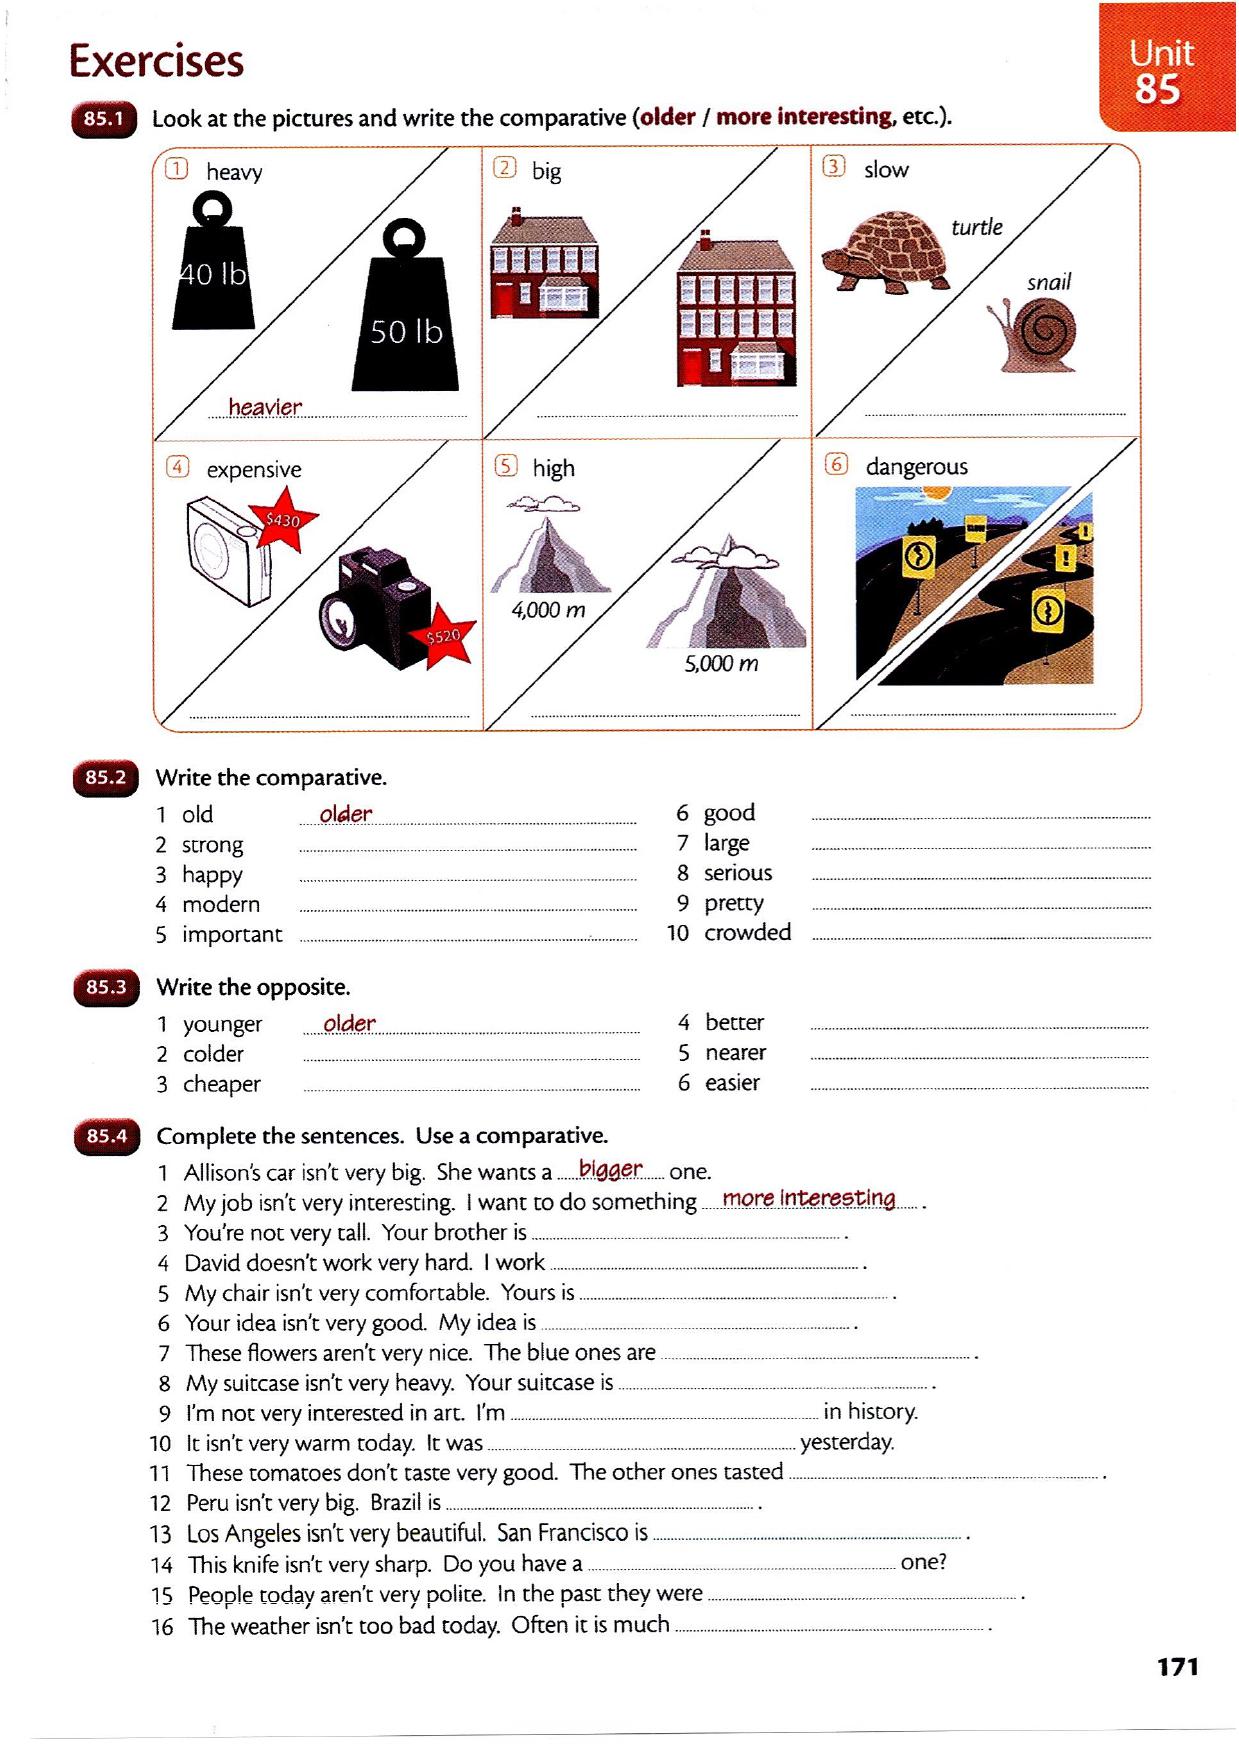 Exercises
Unit
85
85.1 Look at the pictures and write the comparative (older / more interesting, etc.).
1 heavy
40 lb
50 lb
heavier
2 big
3 slow
turtle
snail
4 expensive
$430
$520
5 high
4,000 m
5,000 m
6 dangerous
SLOW
!
!
85.2 Write the comparative.
1 old older
2 strong
3 happy
4 modern
5 important
6 good
7 large
8 serious
9 pretty
10 crowded
85.3 Write the opposite.
1 younger older
2 colder
3 cheaper
4 better
5 nearer
6 easier
85.4 Complete the sentences. Use a comparative.
1 Allison's car isn't very big. She wants a bigger one.
2 My job isn't very interesting. I want to do something more interesting.
3 You're not very tall. Your brother is .
4 David doesn't work very hard. I work .
5 My chair isn't very comfortable. Yours is .
6 Your idea isn't very good. My idea is .
7 These flowers aren't very nice. The blue ones are .
8 My suitcase isn't very heavy. Your suitcase is .
9 I'm not very interested in art. I'm in history.
10 It isn't very warm today. It was yesterday.
11 These tomatoes don't taste very good. The other ones tasted .
12 Peru isn't very big. Brazil is .
13 Los Angeles isn't very beautiful. San Francisco is .
14 This knife isn't very sharp. Do you have a one?
15 People today aren't very polite. In the past they were .
16 The weather isn't too bad today. Often it is much .
171